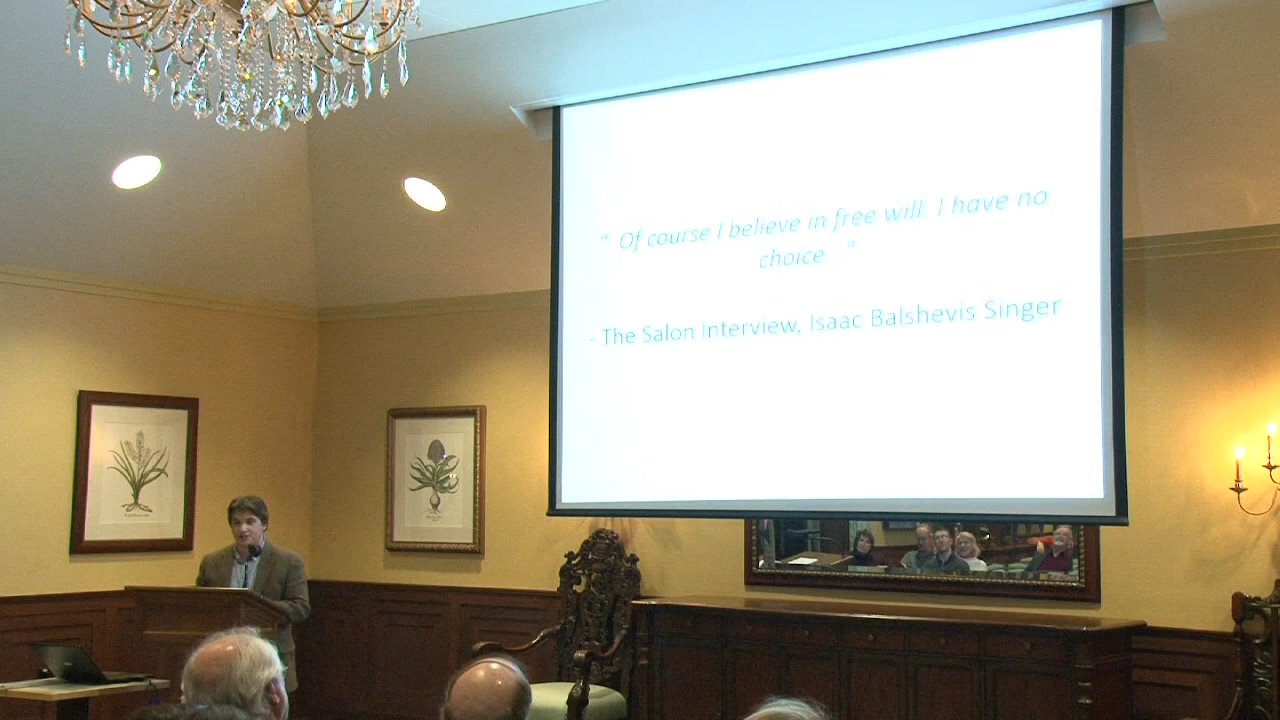 “ Of course I believe in free will. I have no
choice. ”
- The Salon Interview, Isaac Balshevis Singer